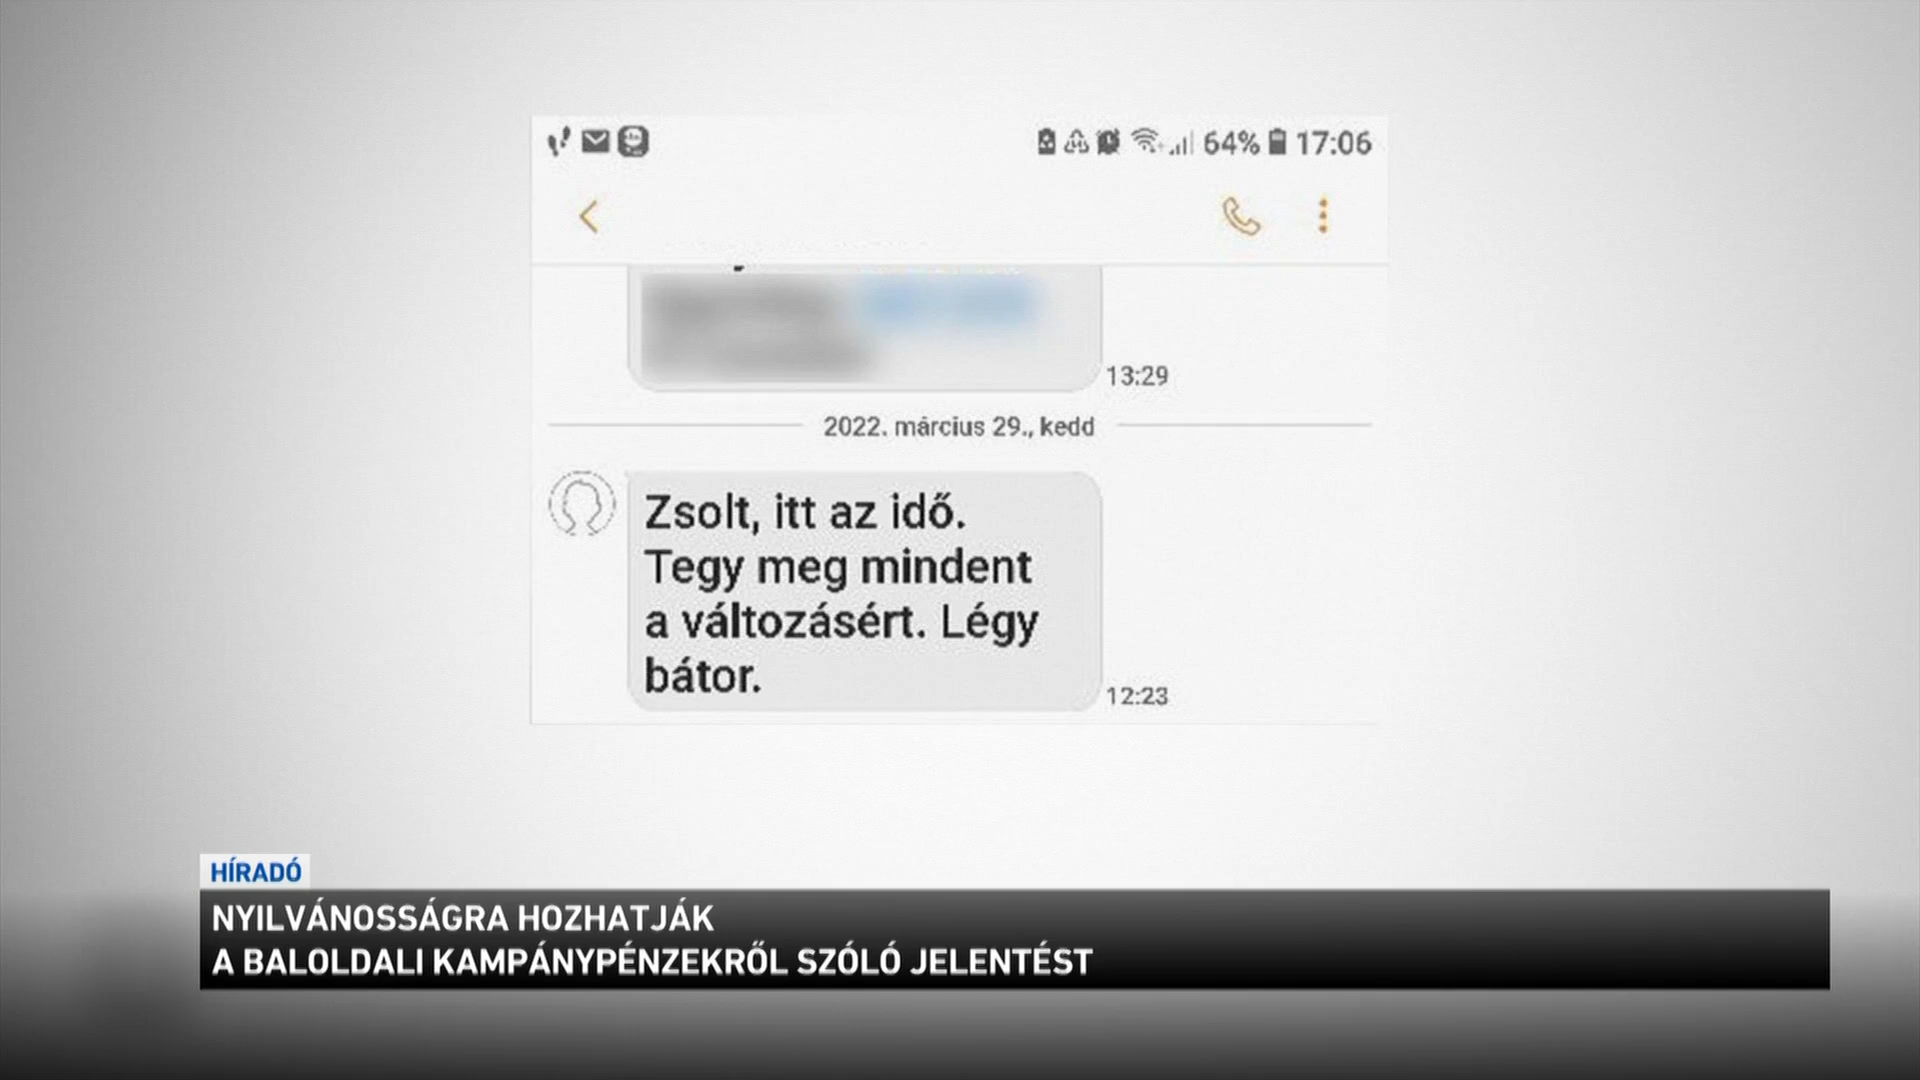 64% 17:06
13:29
2022. március 29., kedd
Zsolt, itt az idő.
Tegy meg mindent
a változásért. Légy
bátor.
12:23
HÍRADÓ
NYILVÁNOSSÁGRA HOZHATJÁK
A BALOLDALI KAMPÁNYPÉNZEKRŐL SZÓLÓ JELENTÉST